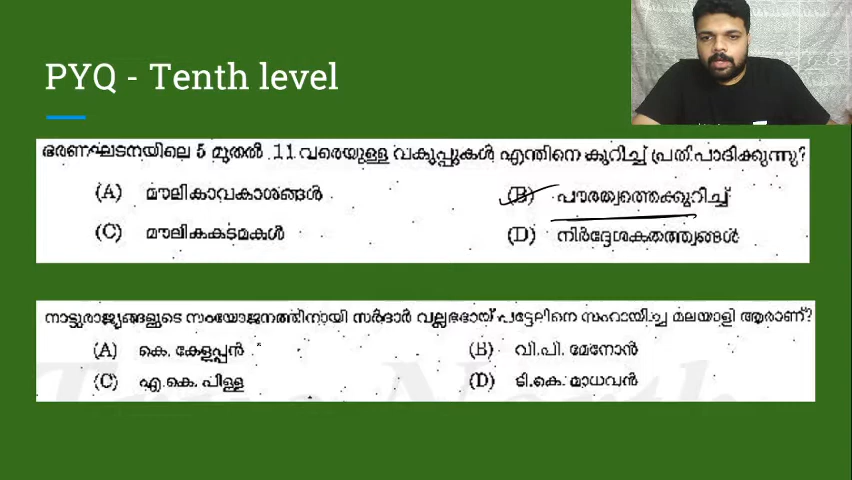 PYQ - Tenth level
ഭരണഘടനയിലെ 5 മുതൽ 11 വരെയുള്ള വകുപ്പുകൾ എന്തിനെ കുറിച്ച് പ്രതിപാദിക്കുന്നു?
(A) മൗലികാവകാശങ്ങൾ (B) പൗരത്വത്തെക്കുറിച്ച്
(C) മൗലികകടമകൾ (D) നിർദ്ദേശകതത്ത്വങ്ങൾ
നാട്ടുരാജ്യങ്ങളുടെ സംയോജനത്തിനായി സർദാർ വല്ലഭഭായ് പട്ടേലിനെ സഹായിച്ച മലയാളി ആരാണ്?
(A) കെ. കേളപ്പൻ (B) വി.പി. മേനോൻ
(C) എ.കെ. പിള്ള (D) ടി.കെ. മാധവൻ